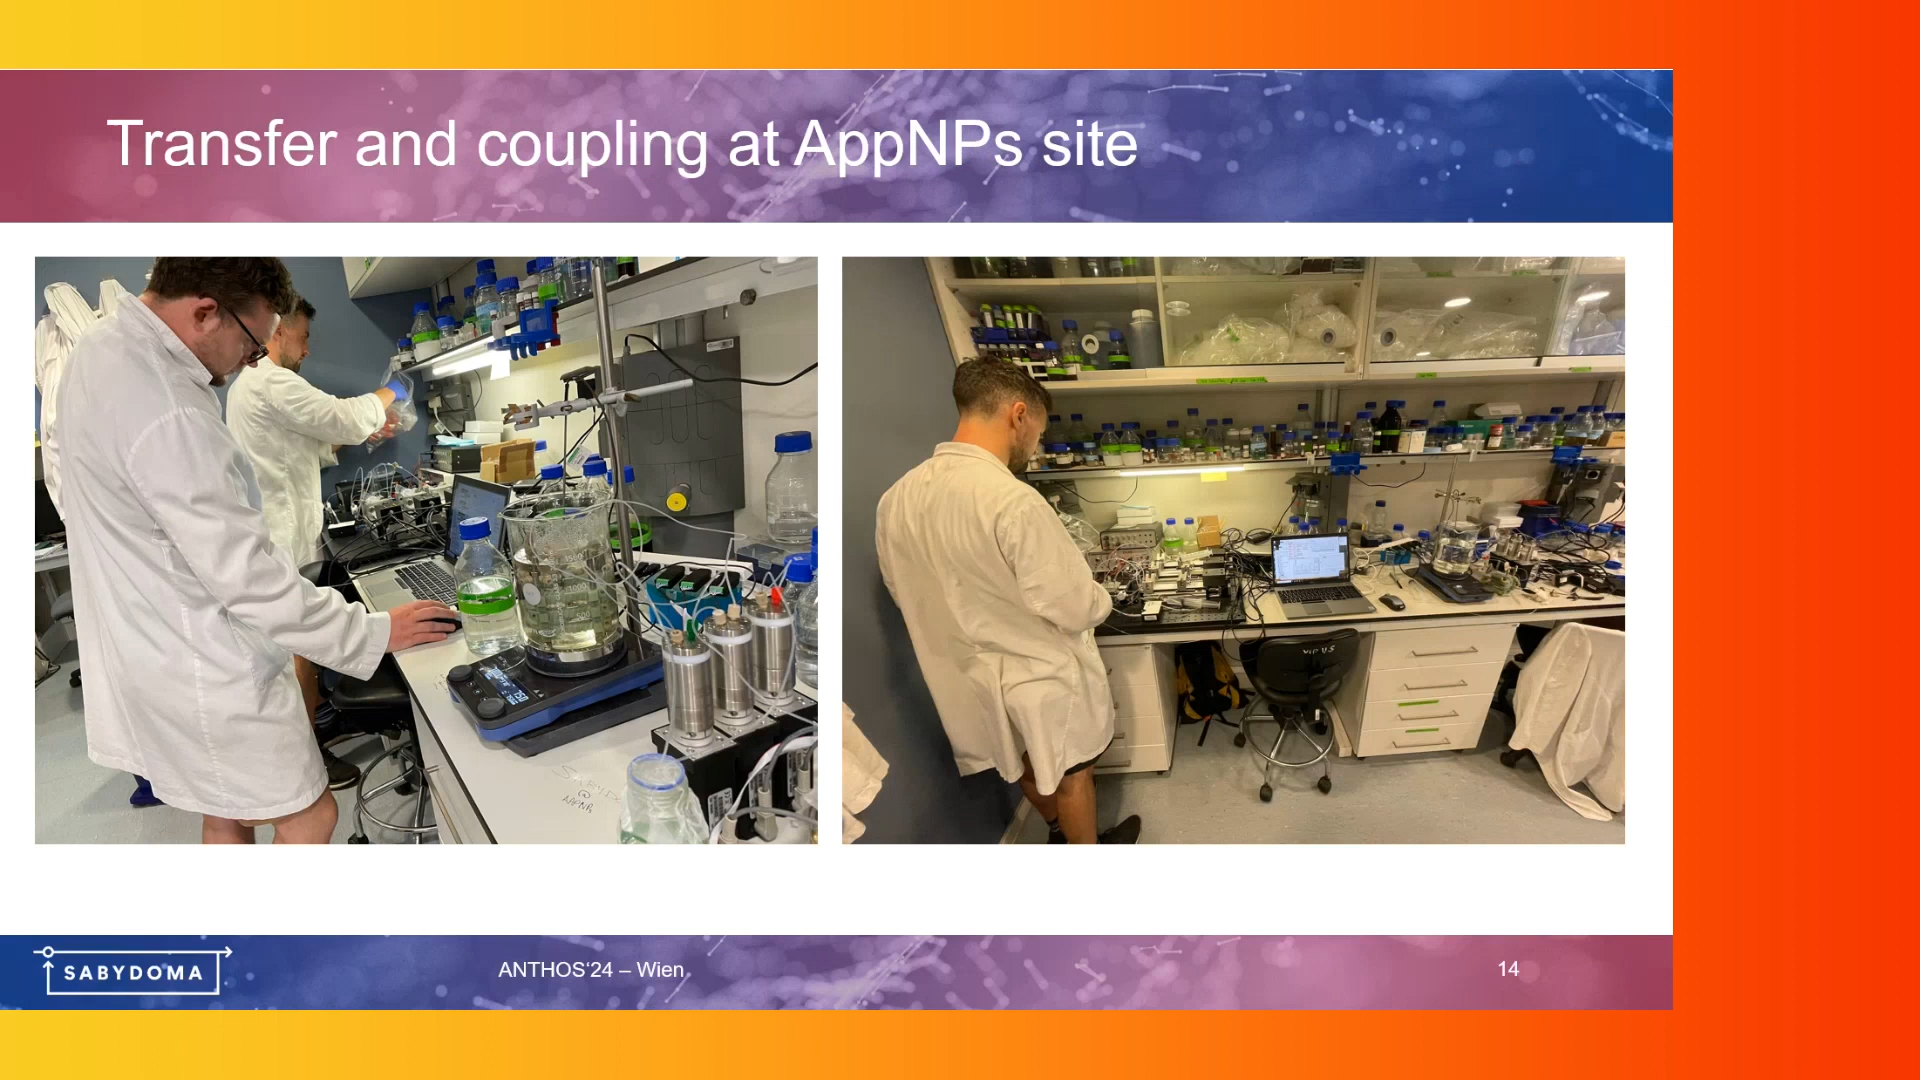 Transfer and coupling at AppNPs site
SABYDOMA
ANTHOS‘24 – Wien
14